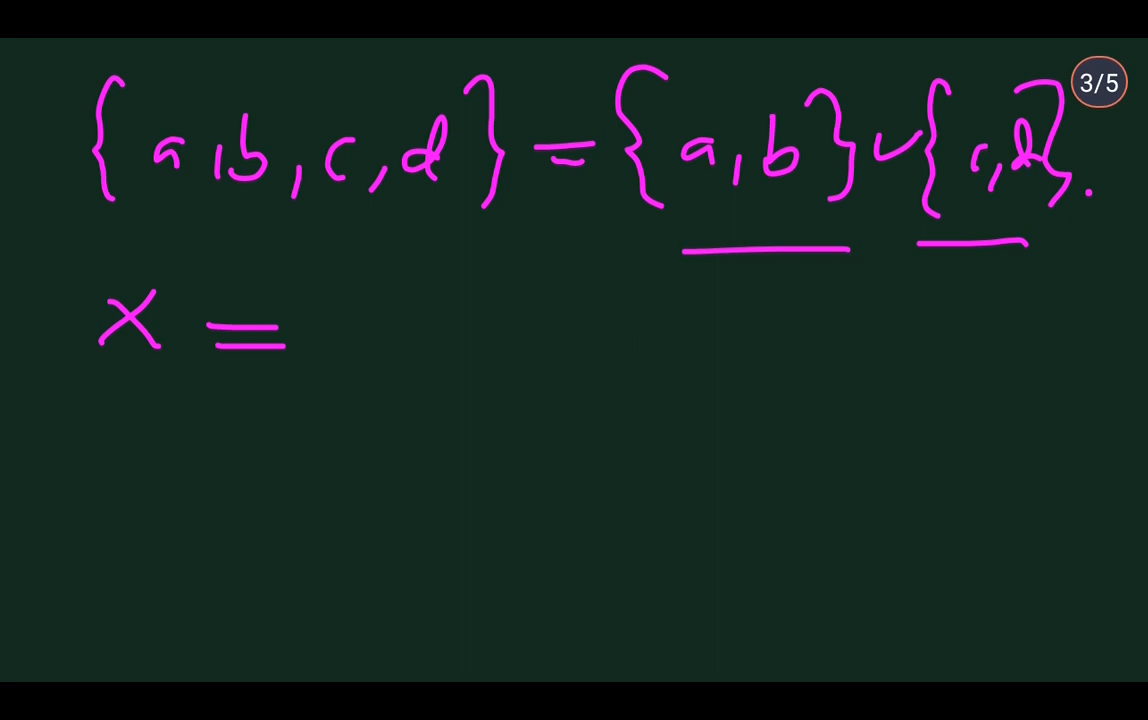 {a, b, c, d} = {a, b} ∪ {c, d}.
3/5
X =